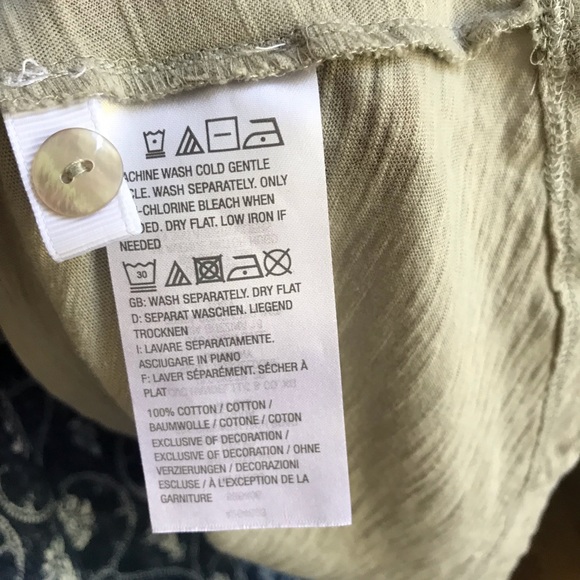 ACHINE WASH COLD GENTLE
CLE. WASH SEPARATELY. ONLY
-CHLORINE BLEACH WHEN
DED. DRY FLAT. LOW IRON IF
NEEDED
30
GB: WASH SEPARATELY. DRY FLAT
D: SEPARAT WASCHEN. LIEGEND
TROCKNEN
I: LAVARE SEPARATAMENTE.
ASCIUGARE IN PIANO
F: LAVER SÉPARÉMENT. SÉCHER À
PLAT
100% COTTON / COTTON /
BAUMWOLLE / COTONE / COTON
EXCLUSIVE OF DECORATION /
EXCLUSIVE OF DECORATION / OHNE
VERZIERUNGEN / DECORAZIONI
ESCLUSE / À L'EXCEPTION DE LA
GARNITURE